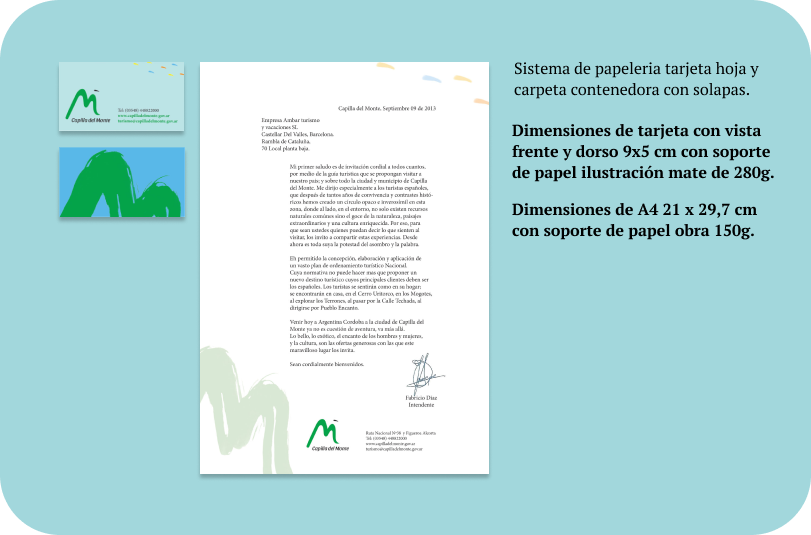 Capilla del Monte
Tel. (03548) 440022000
www.capilladelmonte.gov.ar
turismo@capilladelmonte.gov.ar
Capilla del Monte, Septiembre 09 de 2013
Empresa Ambar turismo
y vacaciones SL
Castellar Del Valles, Barcelona.
Rambla de Cataluña.
70 Local planta baja.
Mi primer saludo es de invitación cordial a todos cuantos,
por medio de la guía turística que se propongan visitar a
nuestro país; y sobre todo la ciudad y municipio de Capilla
del Monte. Me dirijo especialmente a los turistas españoles,
que después de tantos años de convivencia y contrastes histó-
ricos hemos creado un círculo opaco e inversionil en esta
zona, donde al lado, en el entorno, no solo existen recursos
naturales comúnes sino el goce de la naturaleza, paisajes
extraordinarios y una cultura enriquecida. Por eso, para
que sean ustedes quienes puedan decir lo que sienten al
visitar, los invito a compartir estas experiencias. Desde
ahora es toda suya la potestad del asombro y la palabra.
Eh permitido la concepción, elaboración y aplicación de
un vasto plan de ordenamiento turístico Nacional.
Cuya normativa no puede hacer mas que proponer un
nuevo destino turístico cuyos principales clientes deben ser
los españoles. Los turistas se sentirán como en su hogar;
se encontrarán en casa, en el Cerro Uritorco, en los Mogotes,
al explorar los Terrones, al pasar por la Calle Techada, al
dirigirse por Pueblo Encanto.
Venir hoy a Argentina Cordoba a la ciudad de Capilla del
Monte ya no es cuestión de aventura, va más allá.
Lo bello, lo exótico, el encanto de los hombres y mujeres,
y la cultura, son las ofertas generosas con las que este
maravilloso lugar los invita.
Sean cordialmente bienvenidos.
Fabricio Díaz
Intendente
Capilla del Monte
Ruta Nacional Nº38 y Figueroa Alcorta
Tel. (03548) 440022000
www.capilladelmonte.gov.ar
turismo@capilladelmonte.gov.ar
Sistema de papeleria tarjeta hoja y
carpeta contenedora con solapas.
Dimensiones de tarjeta con vista
frente y dorso 9x5 cm con soporte
de papel ilustración mate de 280g.
Dimensiones de A4 21 x 29,7 cm
con soporte de papel obra 150g.